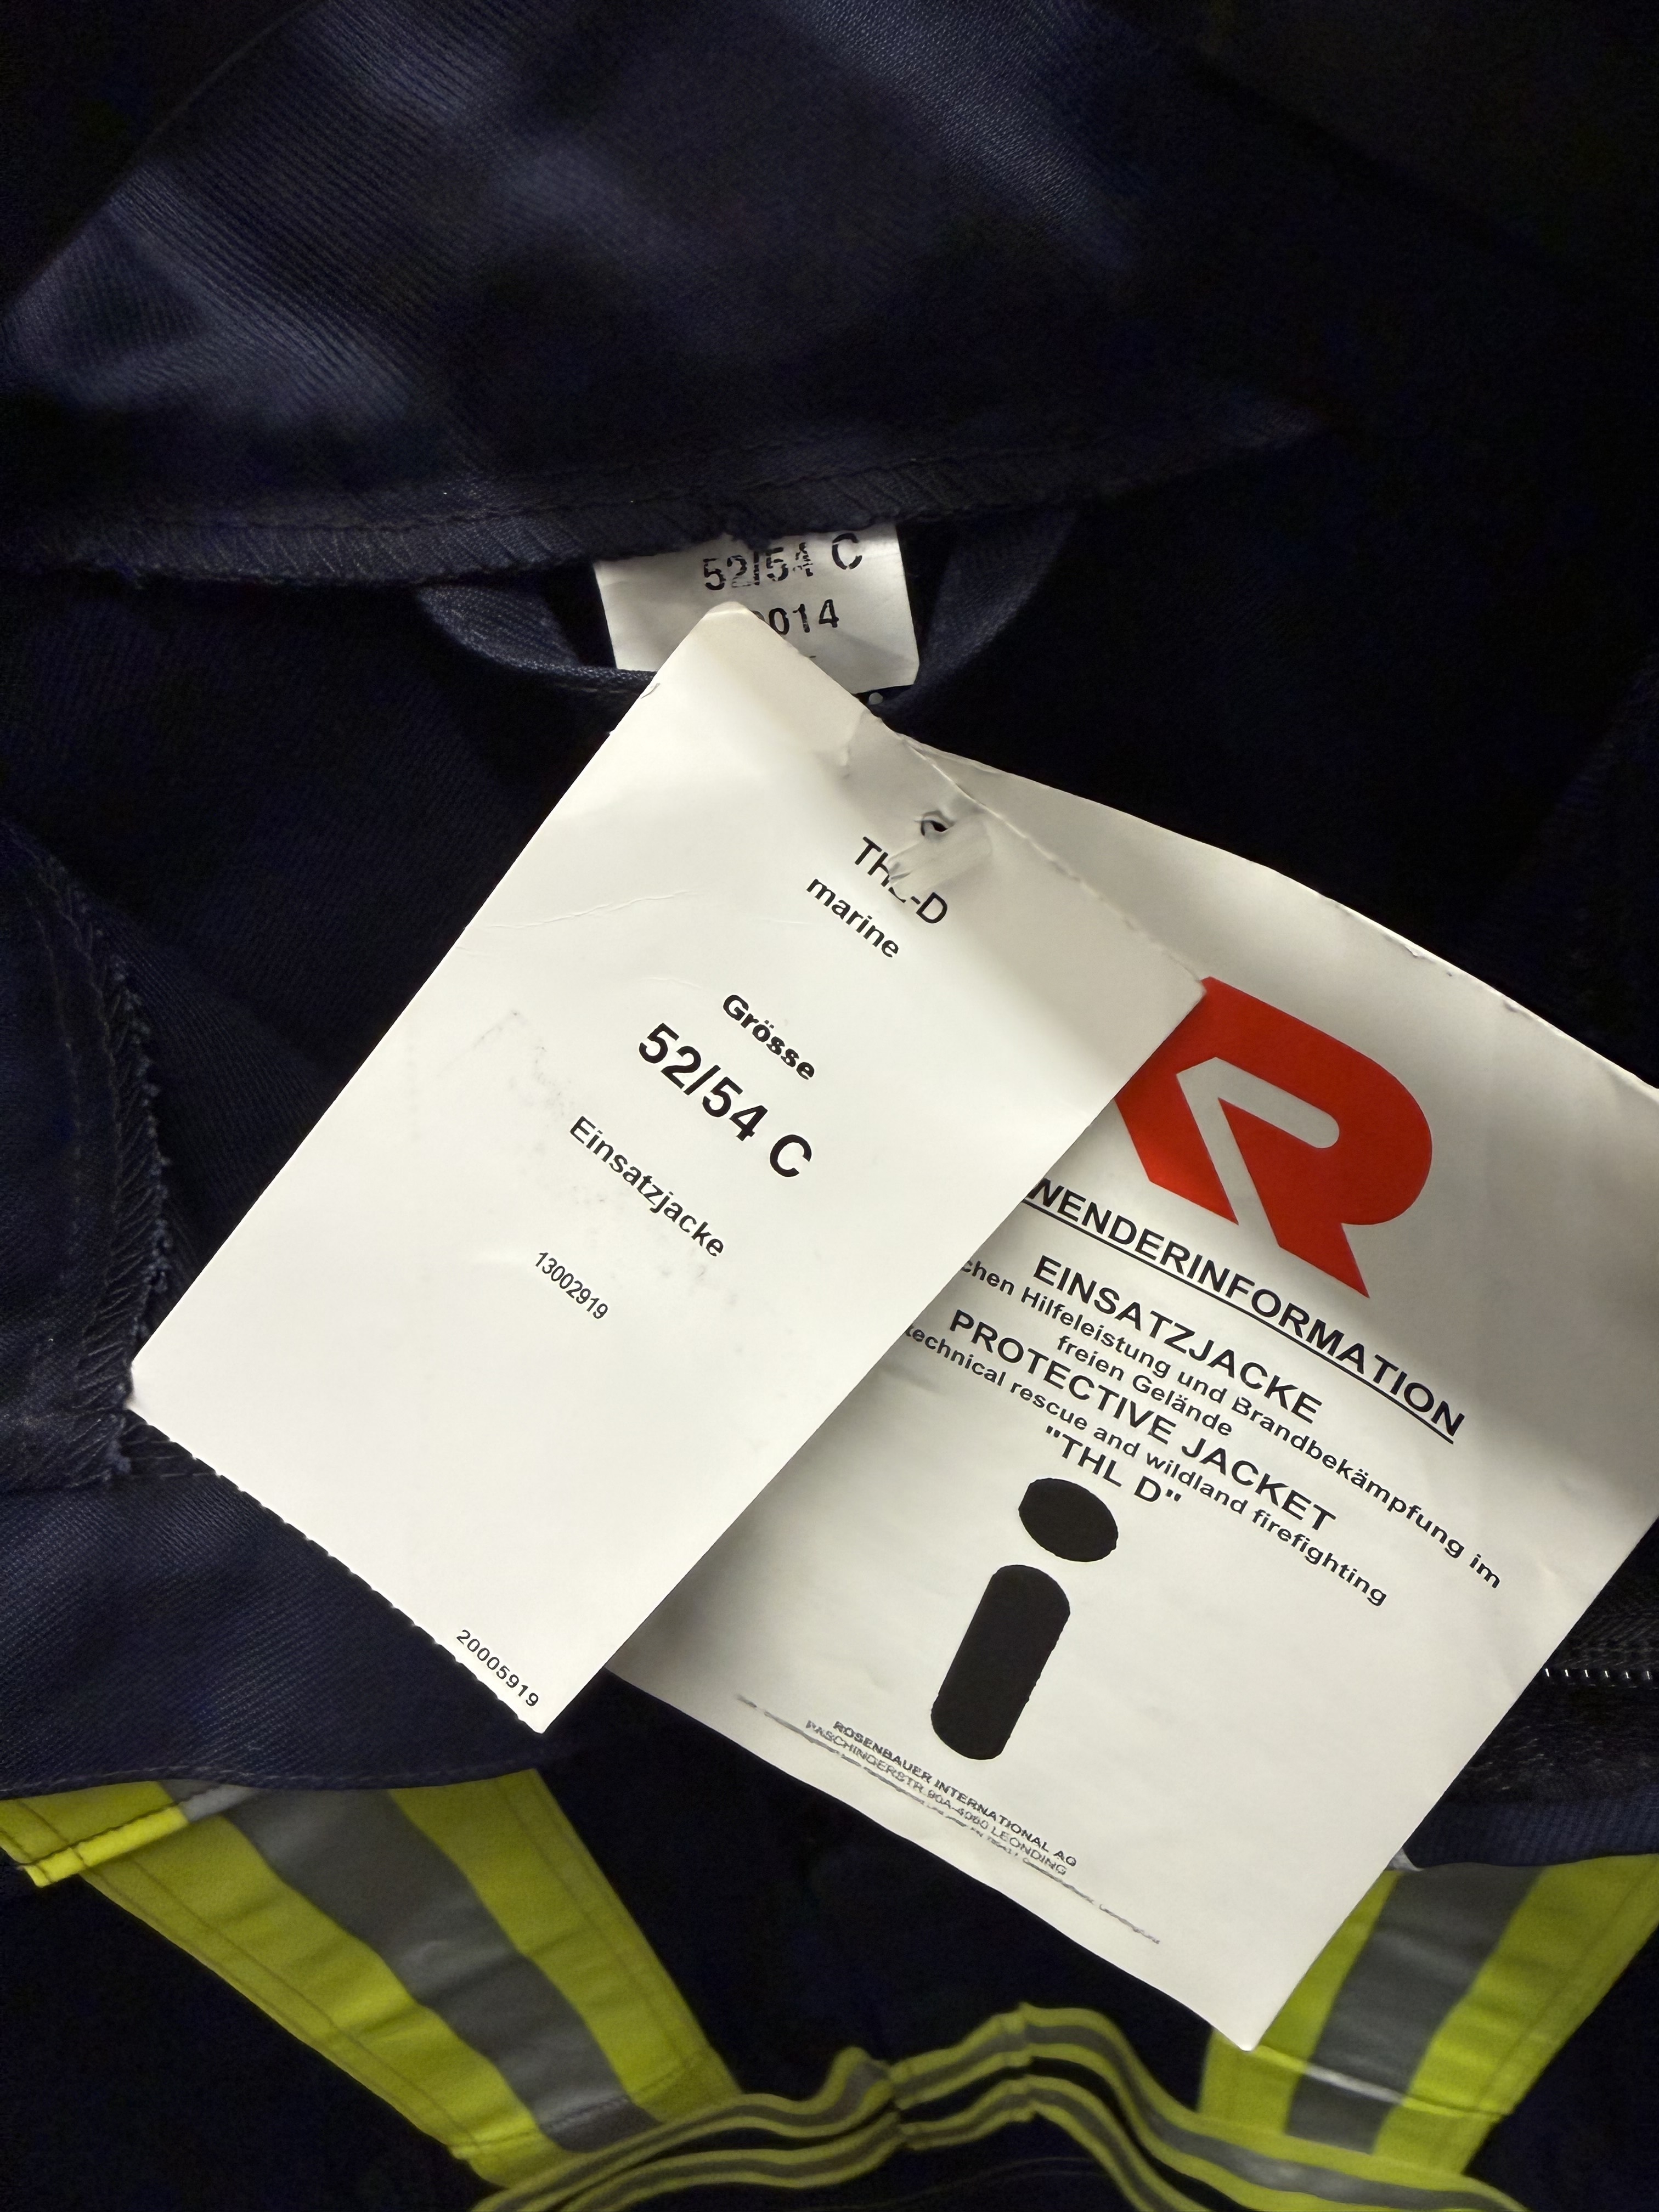 52/54 C
014
THL-D
marine
Grösse
52/54 C
Einsatzjacke
13002919
20005919
WENDERINFORMATION
EINSATZJACKE
chen Hilfeleistung und Brandbekämpfung im
freien Gelände
PROTECTIVE JACKET
technical rescue and wildland firefighting
"THL D"
ROSENBAUER INTERNATIONAL AG
PASCHINGERSTR.90A-4060 LEONDING